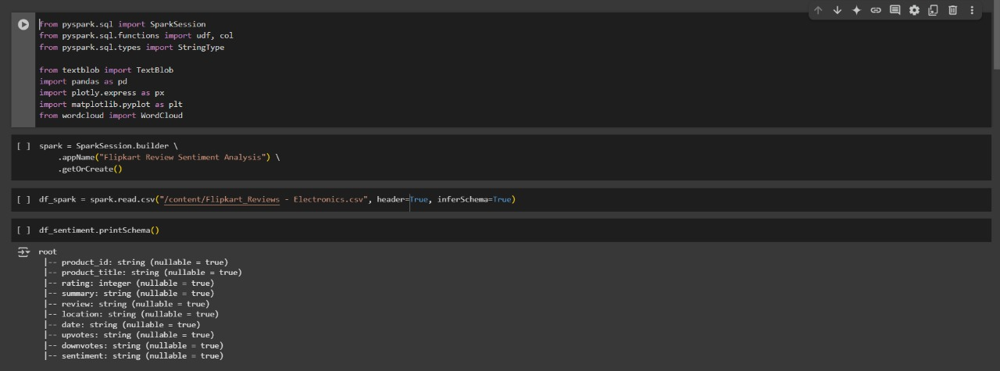 from pyspark.sql import SparkSession
from pyspark.sql.functions import udf, col
from pyspark.sql.types import StringType
from textblob import TextBlob
import pandas as pd
import plotly.express as px
import matplotlib.pyplot as plt
from wordcloud import WordCloud
[ ] spark = SparkSession.builder \
.appName("Flipkart Review Sentiment Analysis") \
.getOrCreate()
[ ] df_spark = spark.read.csv("/content/Flipkart_Reviews - Electronics.csv", header=True, inferSchema=True)
[ ] df_sentiment.printSchema()
root
|-- product_id: string (nullable = true)
|-- product_title: string (nullable = true)
|-- rating: integer (nullable = true)
|-- summary: string (nullable = true)
|-- review: string (nullable = true)
|-- location: string (nullable = true)
|-- date: string (nullable = true)
|-- upvotes: string (nullable = true)
|-- downvotes: string (nullable = true)
|-- sentiment: string (nullable = true)